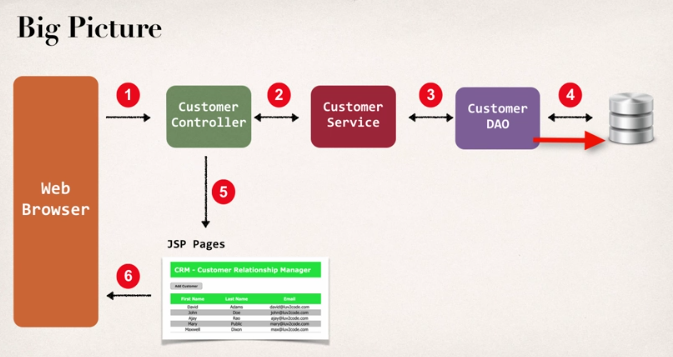 Big Picture
1
2
3
4
Customer
Controller
Customer
Service
Customer
DAO
Web
Browser
5
JSP Pages
6
CRM - Customer Relationship Manager
Add Customer
First Name Last Name Email
David Adams david@luv2code.com
John Doe john@luv2code.com
Ajay Rao ajay@luv2code.com
Mary Public mary@luv2code.com
Maxwell Dixon max@luv2code.com